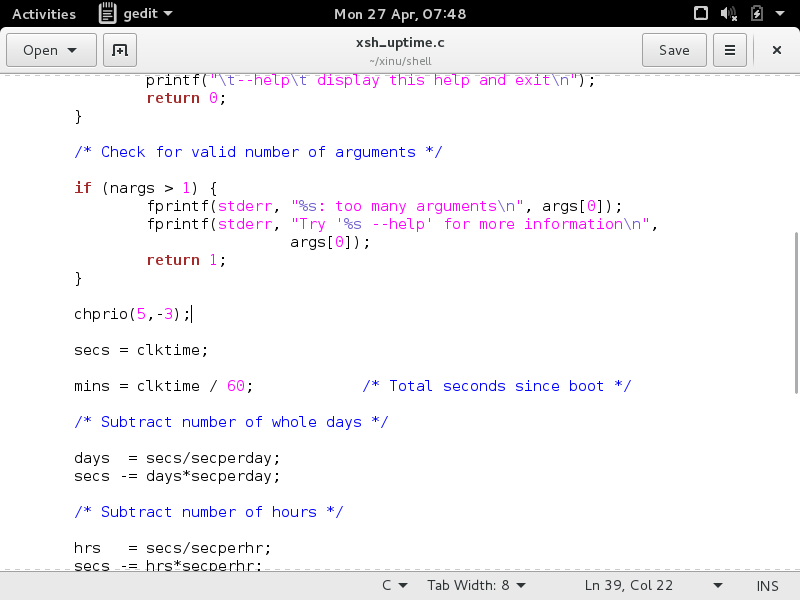 Activities gedit Mon 27 Apr, 07:48
Open xsh_uptime.c Save
~/xinu/shell
printf("\t--help\t display this help and exit\n");
return 0;
}
/* Check for valid number of arguments */
if (nargs > 1) {
fprintf(stderr, "%s: too many arguments\n", args[0]);
fprintf(stderr, "Try '%s --help' for more information\n",
args[0]);
return 1;
}
chprio(5,-3);
secs = clktime;
mins = clktime / 60; /* Total seconds since boot */
/* Subtract number of whole days */
days = secs/secperday;
secs -= days*secperday;
/* Subtract number of hours */
hrs = secs/secperhr;
secs -= hrs*secperhr;
C Tab Width: 8 Ln 39, Col 22 INS